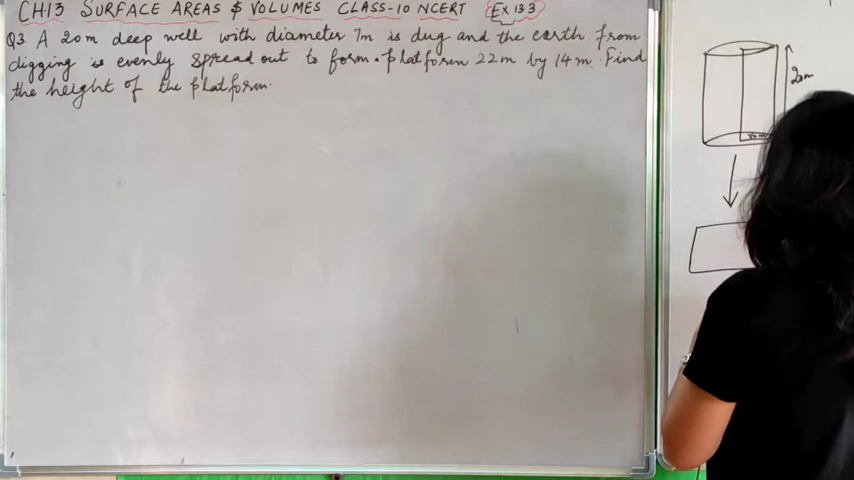 CH.13 SURFACE AREAS & VOLUMES CLASS-10 NCERT Ex 13.3
Q3. A 20m deep well with diameter 7m is dug and the earth from
digging is evenly spread out to form a platform 22m by 14m. Find
the height of the platform.
20m